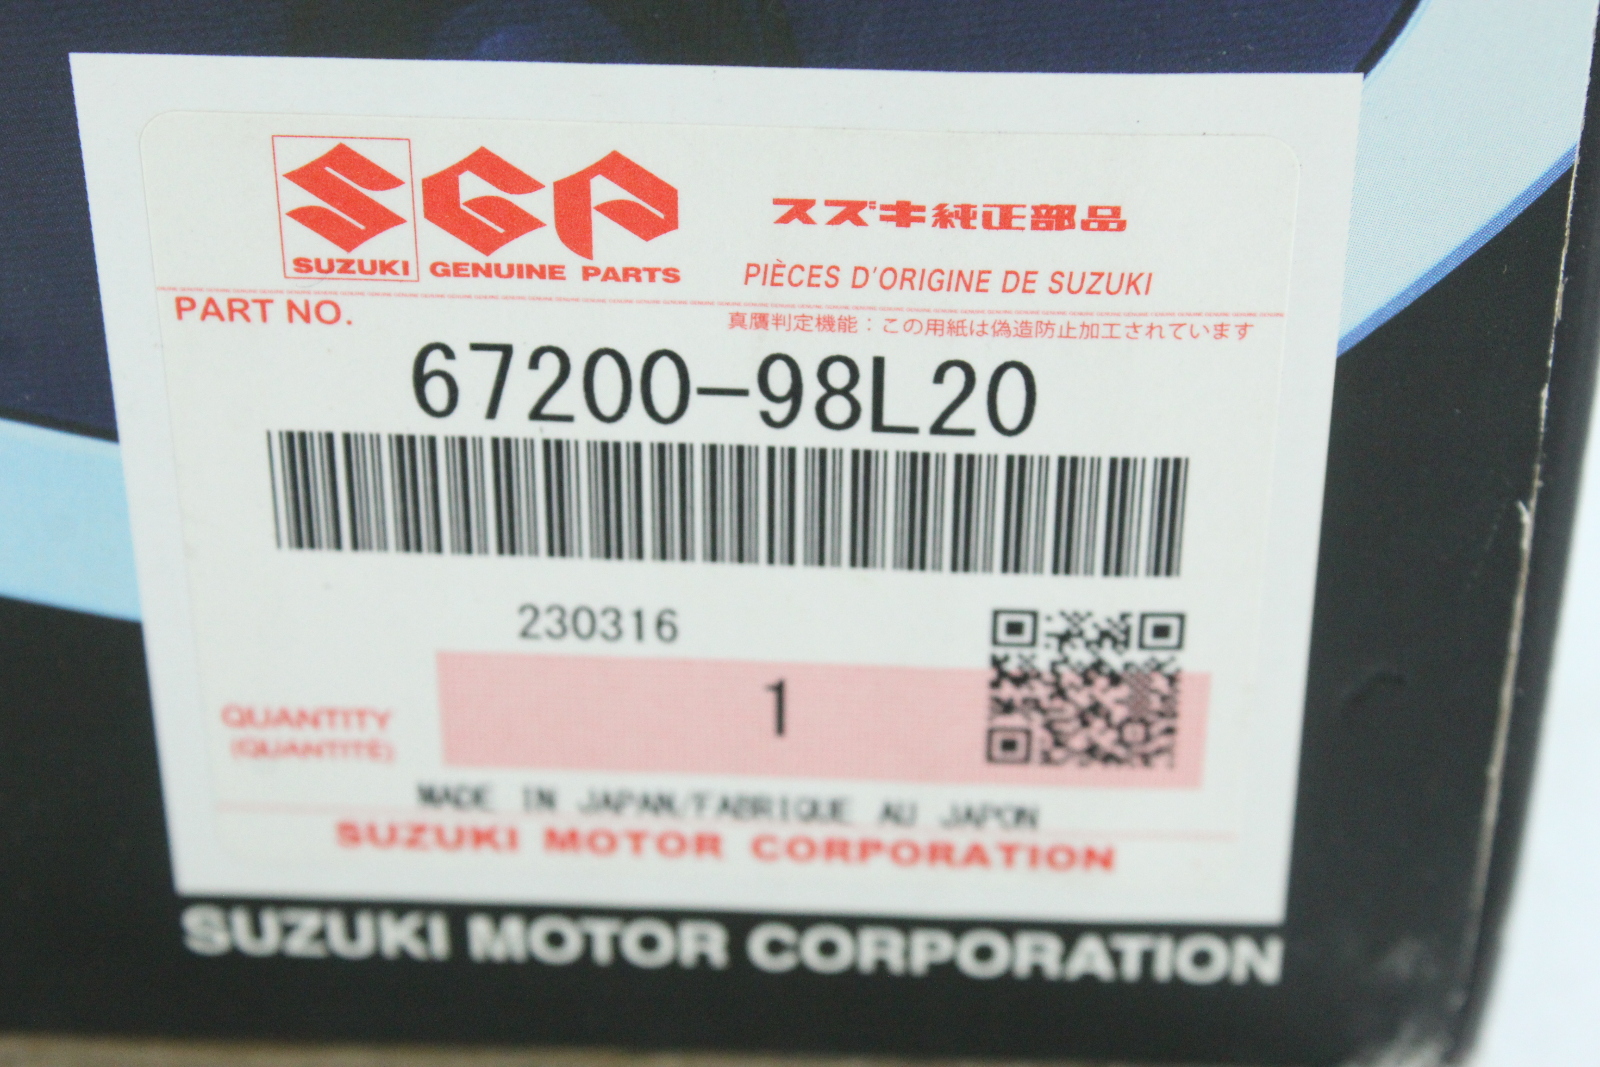 SUZUKI
SGP
GENUINE PARTS
スズキ純正部品
PIÈCES D'ORIGINE DE SUZUKI
PART NO.
真贋判定機能：この用紙は偽造防止加工されています
67200-98L20
230316
1
QUANTITY
(QUANTITÉ)
MADE IN JAPAN/FABRIQUE AU JAPON
SUZUKI MOTOR CORPORATION
SUZUKI MOTOR CORPORATION